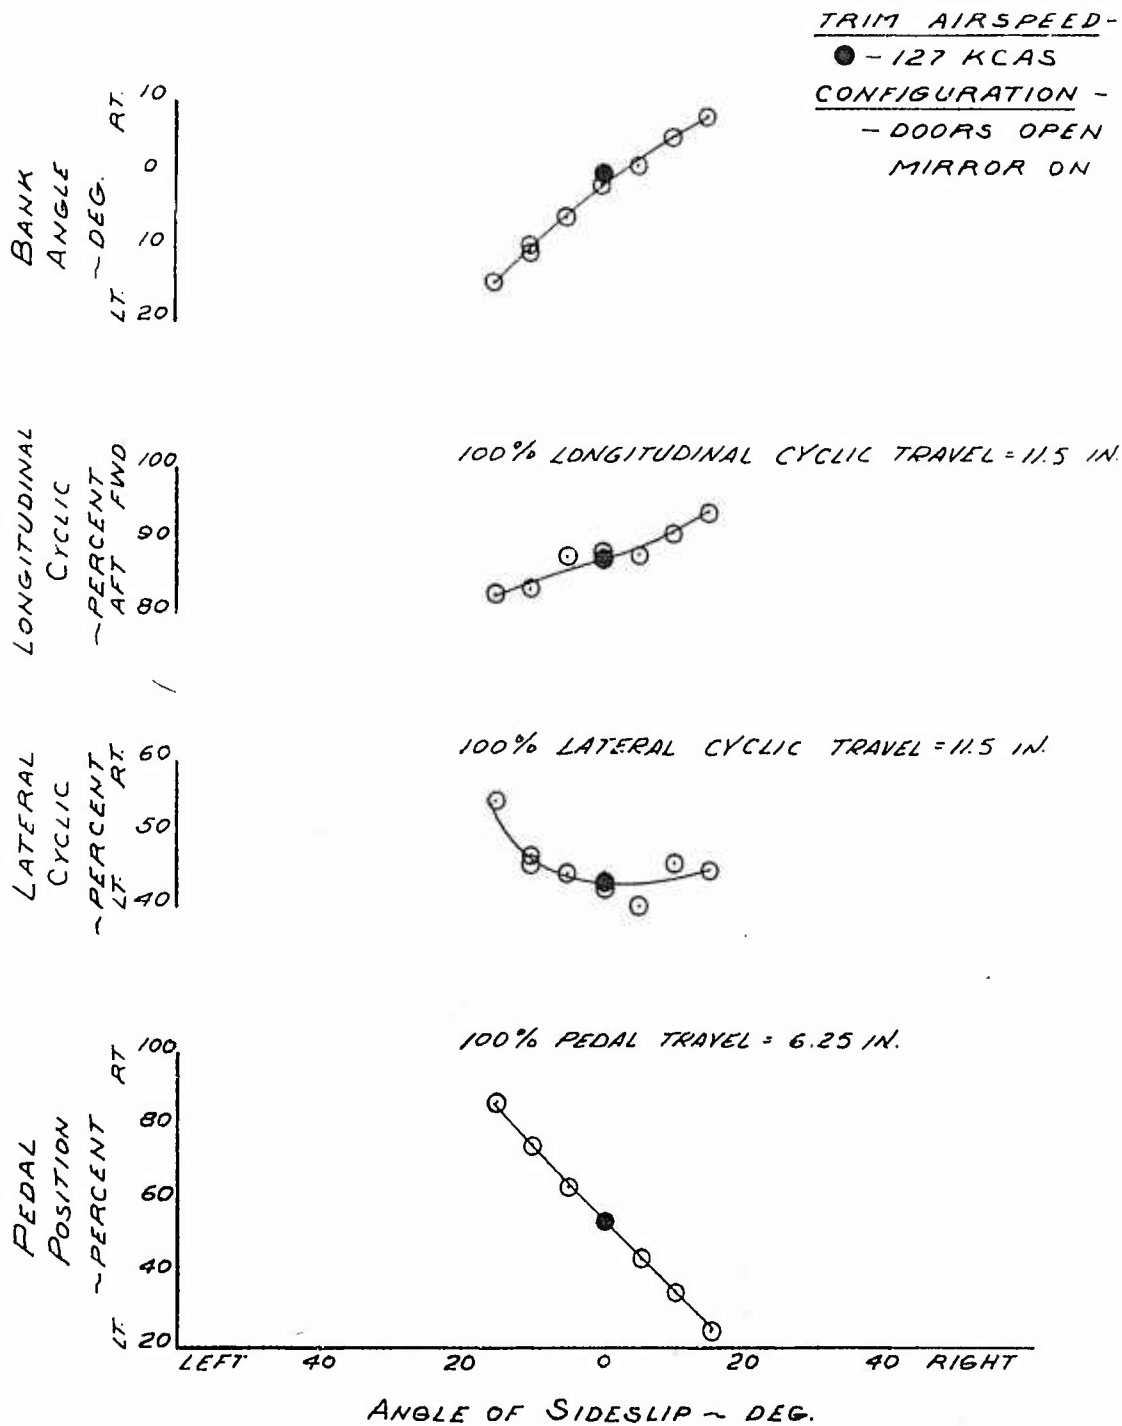 TRIM AIRSPEED-
●-127 KCAS
CONFIGURATION -
- DOORS OPEN
MIRROR ON
BANK
ANGLE
~DEG.
LT. RT.
10
0
10
20
LONGITUDINAL
CYCLIC
~PERCENT
AFT FWD
100
90
80
100% LONGITUDINAL CYCLIC TRAVEL = 11.5 IN.
LATERAL
CYCLIC
~PERCENT
LT. RT.
60
50
40
100% LATERAL CYCLIC TRAVEL = 11.5 IN.
PEDAL
POSITION
~PERCENT
LT. RT
100
80
60
40
20
100% PEDAL TRAVEL = 6.25 IN.
LEFT 40 20 0 20 40 RIGHT
ANGLE OF SIDESLIP ~ DEG.